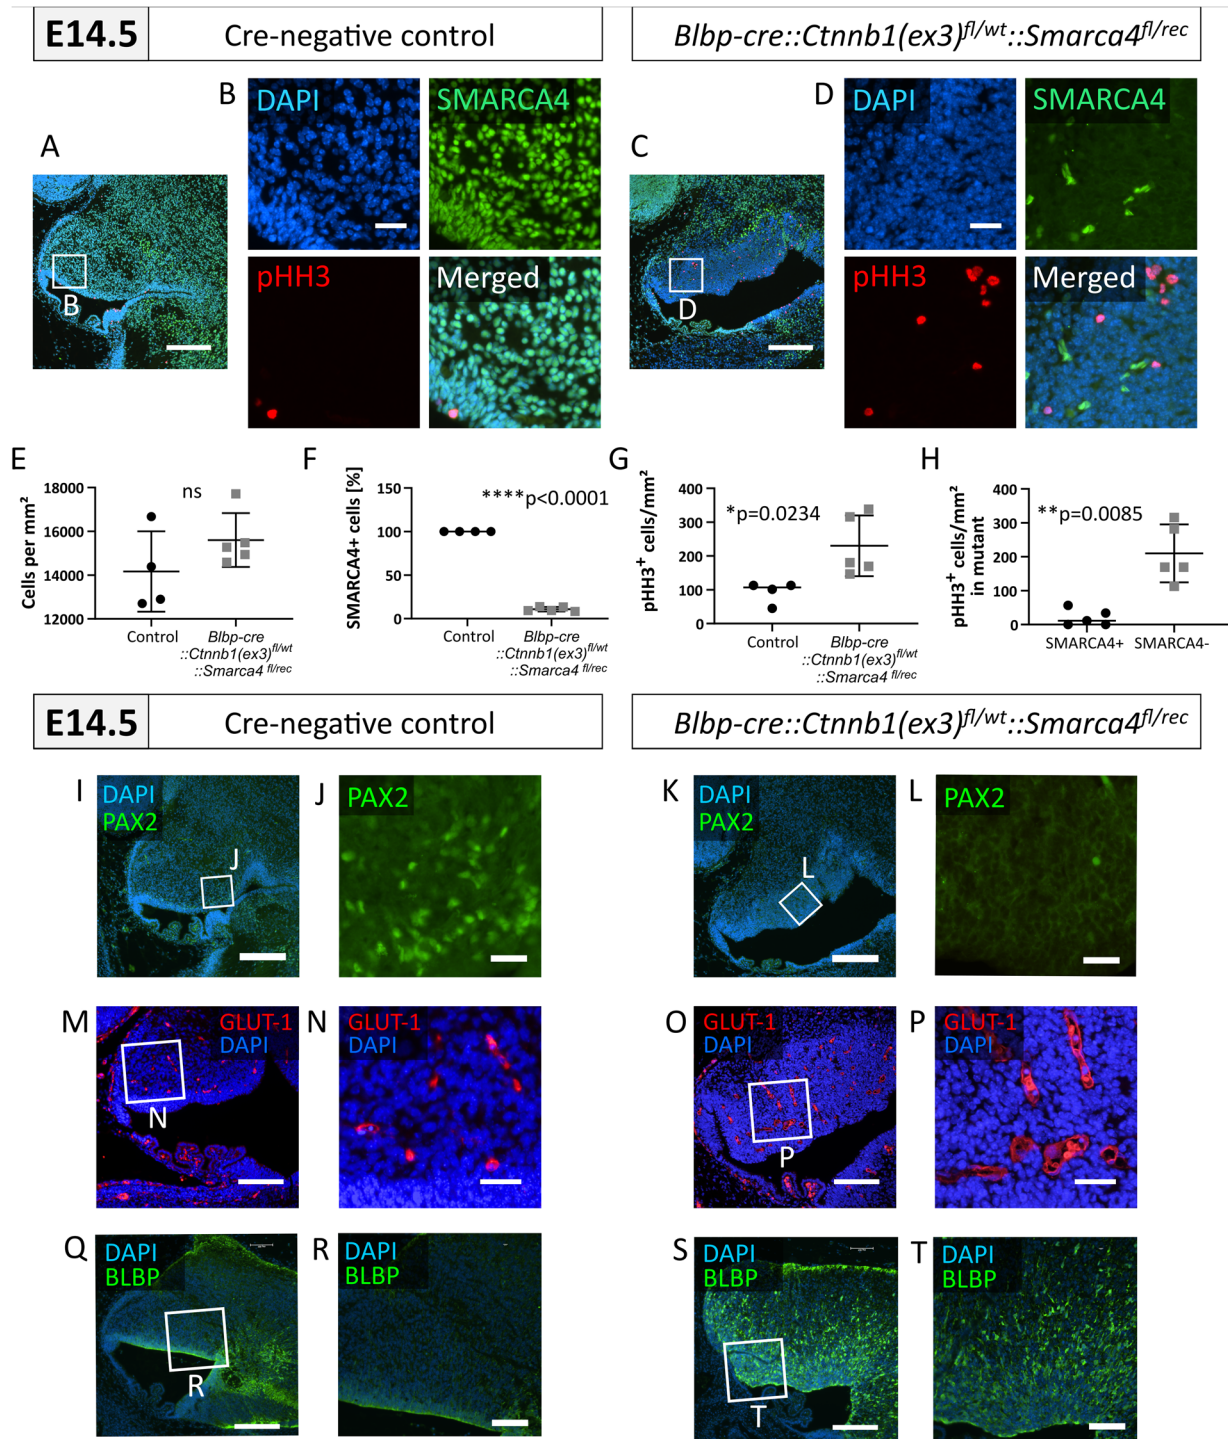 E14.5 Cre-negative control Blbp-cre::Ctnnb1(ex3)fl/wt::Smarca4fl/rec
A
B
DAPI SMARCA4
pHH3 Merged
B
C
D
DAPI SMARCA4
pHH3 Merged
D
E
Cells per mm²
18000
16000
14000
12000
ns
Control
Blbp-cre
::Ctnnb1(ex3)fl/wt
::Smarca4 fl/rec
F
SMARCA4+ cells [%]
150
100
50
0
****p<0.0001
Control
Blbp-cre
::Ctnnb1(ex3)fl/wt
::Smarca4 fl/rec
G
pHH3+ cells/mm²
400
300
200
100
0
*p=0.0234
Control
Blbp-cre
::Ctnnb1(ex3)fl/wt
::Smarca4 fl/rec
H
pHH3+ cells/mm²
in mutant
400
300
200
100
0
**p=0.0085
SMARCA4+ SMARCA4-
E14.5 Cre-negative control Blbp-cre::Ctnnb1(ex3)fl/wt::Smarca4fl/rec
I
DAPI
PAX2
J
J
PAX2
K
DAPI
PAX2
L
L
PAX2
M
GLUT-1
DAPI
N
N
GLUT-1
DAPI
O
GLUT-1
DAPI
P
P
GLUT-1
DAPI
Q
DAPI
BLBP
R
R
DAPI
BLBP
S
DAPI
BLBP
T
T
DAPI
BLBP